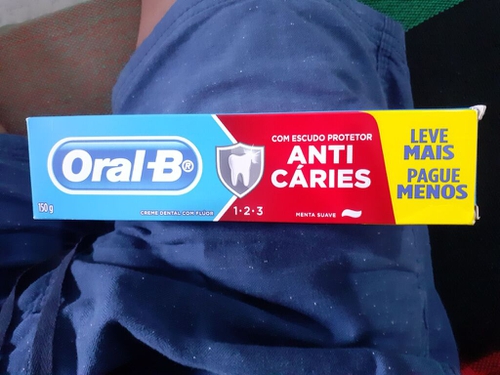 Oral-B®
150g
CREME DENTAL COM FLÚOR
1·2·3
COM ESCUDO PROTETOR
ANTI
CÁRIES
MENTA SUAVE
LEVE
MAIS
PAGUE
MENOS